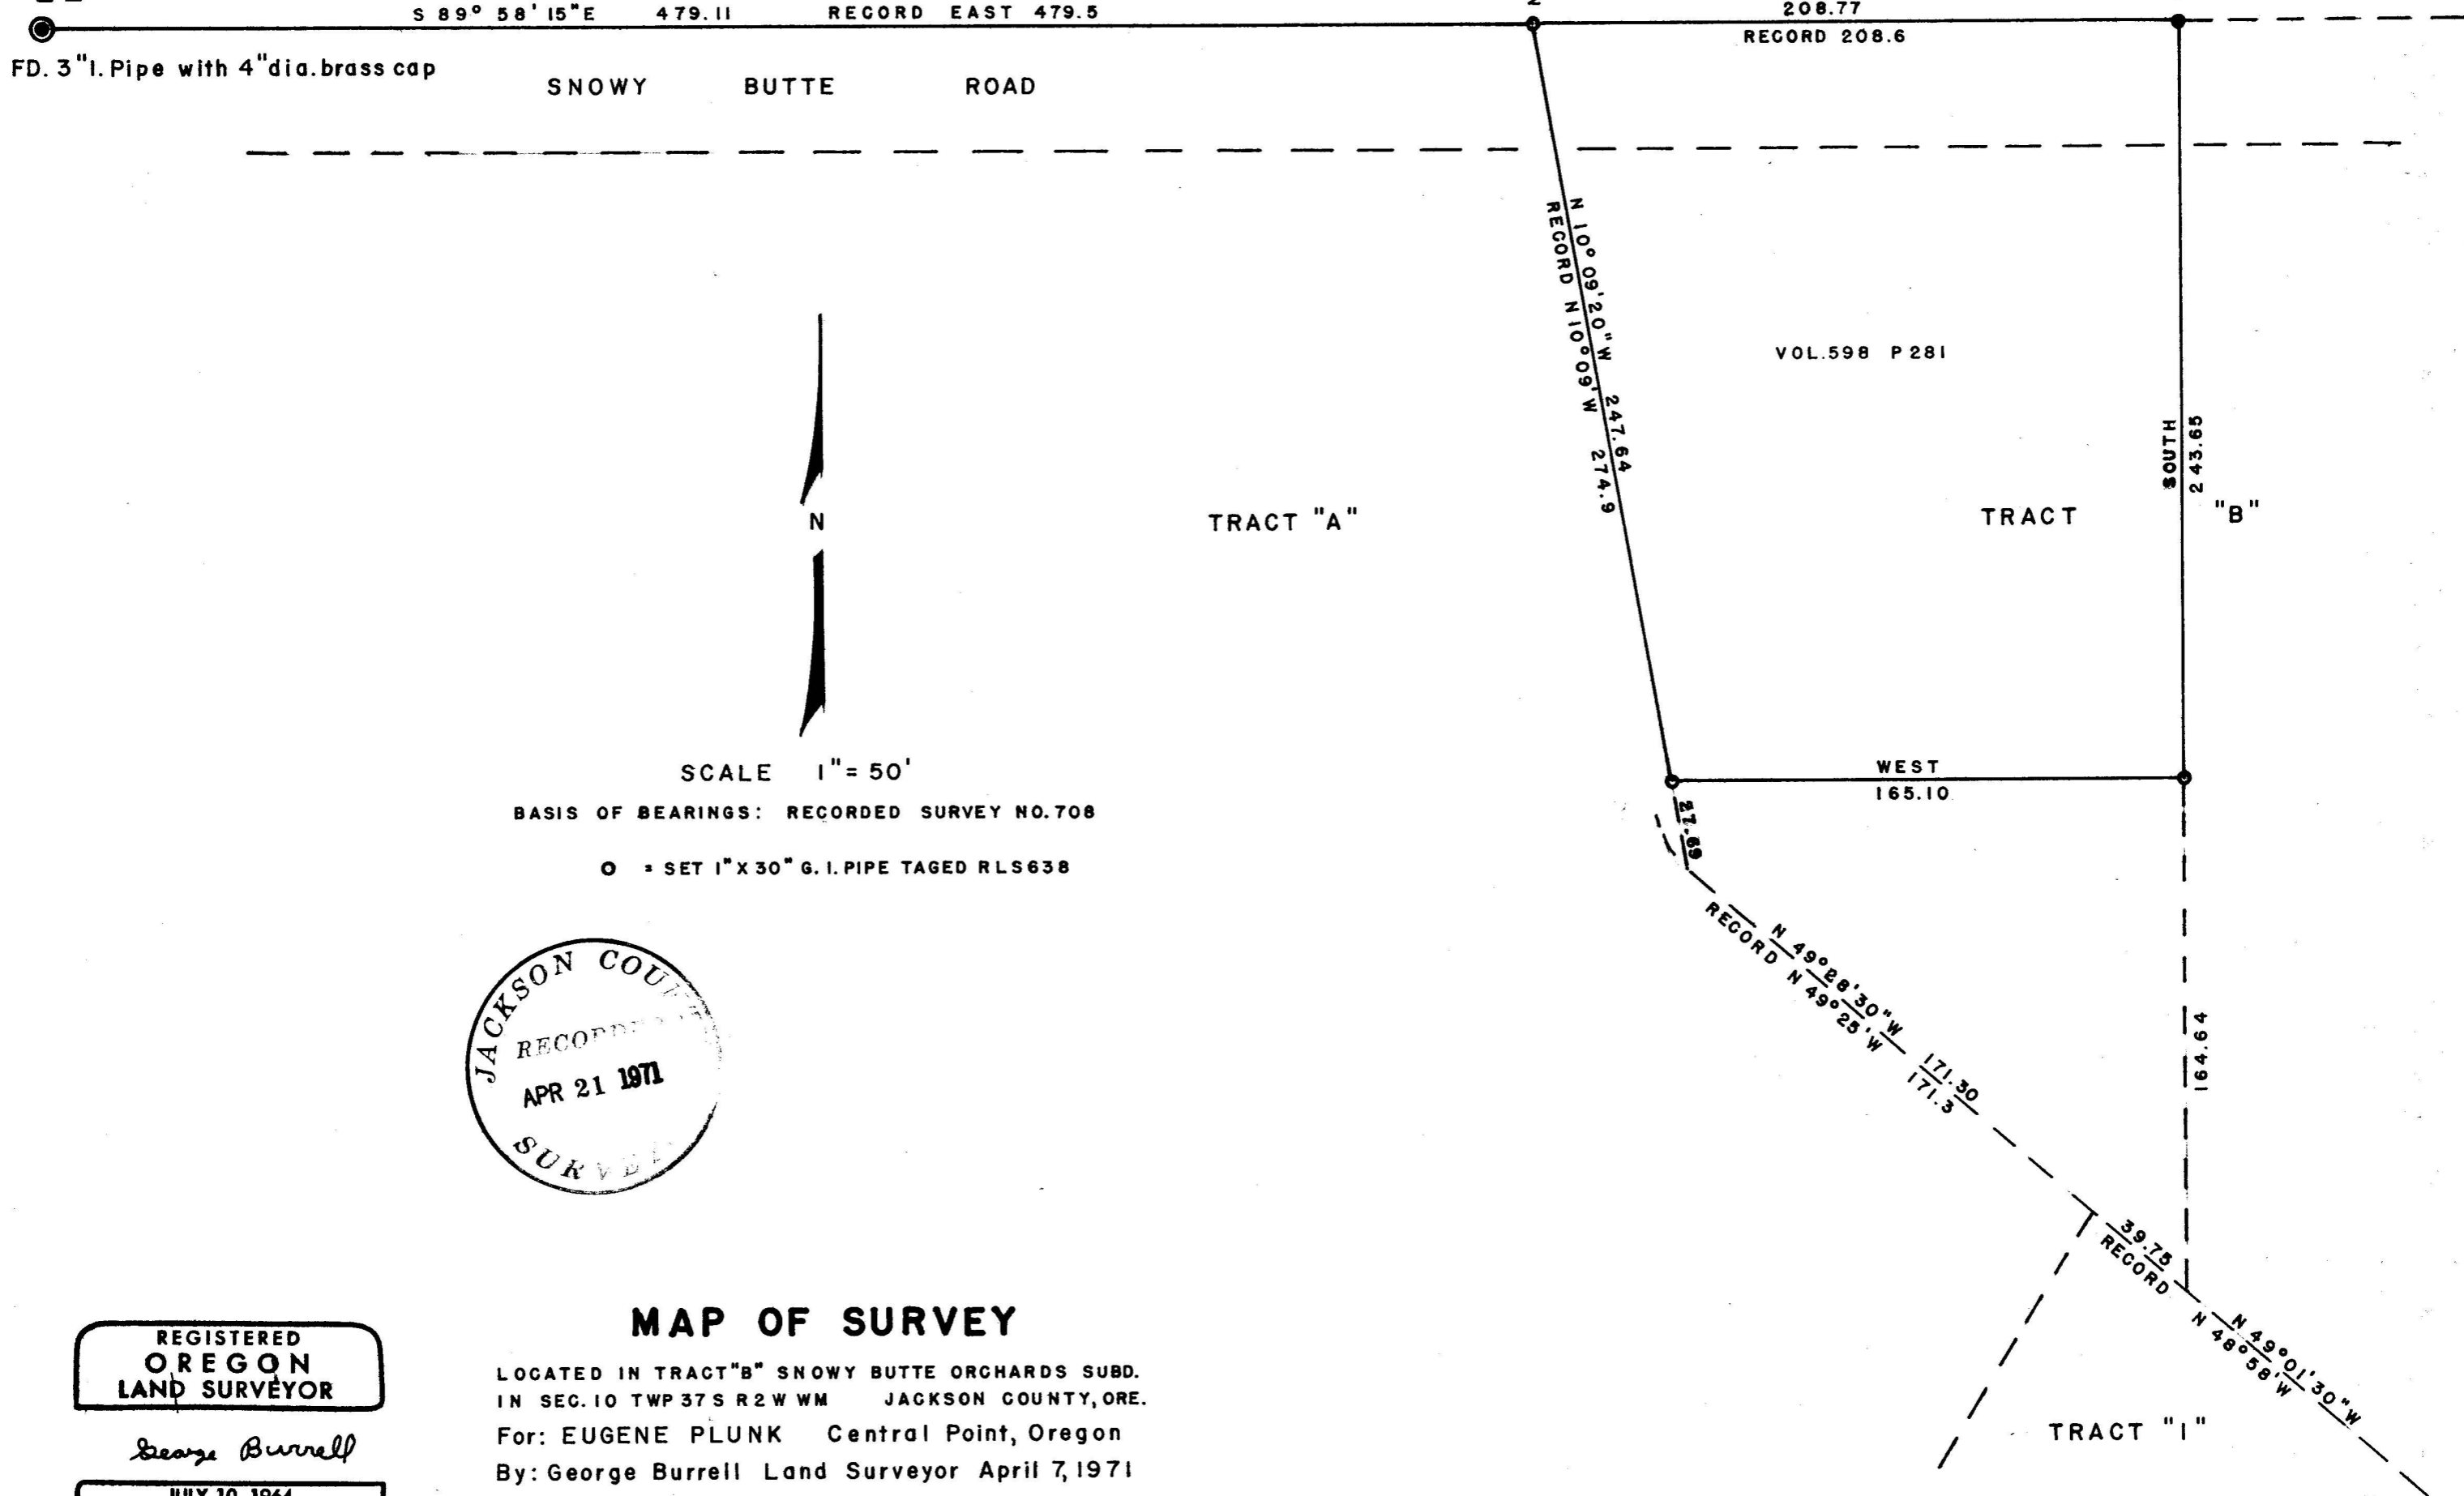 S 89° 58' 15"E 479.11 RECORD EAST 479.5
208.77
RECORD 208.6
FD. 3"I. Pipe with 4"dia. brass cap
SNOWY BUTTE ROAD
N 10° 09' 20" W 247.64
RECORD N 10° 09' W 274.9
VOL. 598 P 281
SOUTH
243.65
TRACT "A"
TRACT "B"
N
WEST
165.10
27.69
SCALE 1" = 50'
BASIS OF BEARINGS: RECORDED SURVEY NO. 708
O = SET 1" X 30" G. I. PIPE TAGED RLS638
N 49° 28' 30" W 171.30
RECORD N 49° 25' W 171.3
164.64
JACKSON COU
RECORDE
APR 21 1971
SURVE
39.75
RECORD
N 49° 01' 30" W
N 48° 58' W
TRACT "I"
MAP OF SURVEY
LOCATED IN TRACT "B" SNOWY BUTTE ORCHARDS SUBD.
IN SEC. 10 TWP 37 S R 2 W WM JACKSON COUNTY, ORE.
For: EUGENE PLUNK Central Point, Oregon
By: George Burrell Land Surveyor April 7, 1971
REGISTERED
OREGON
LAND SURVEYOR
George Burrell
JULY 10, 1964